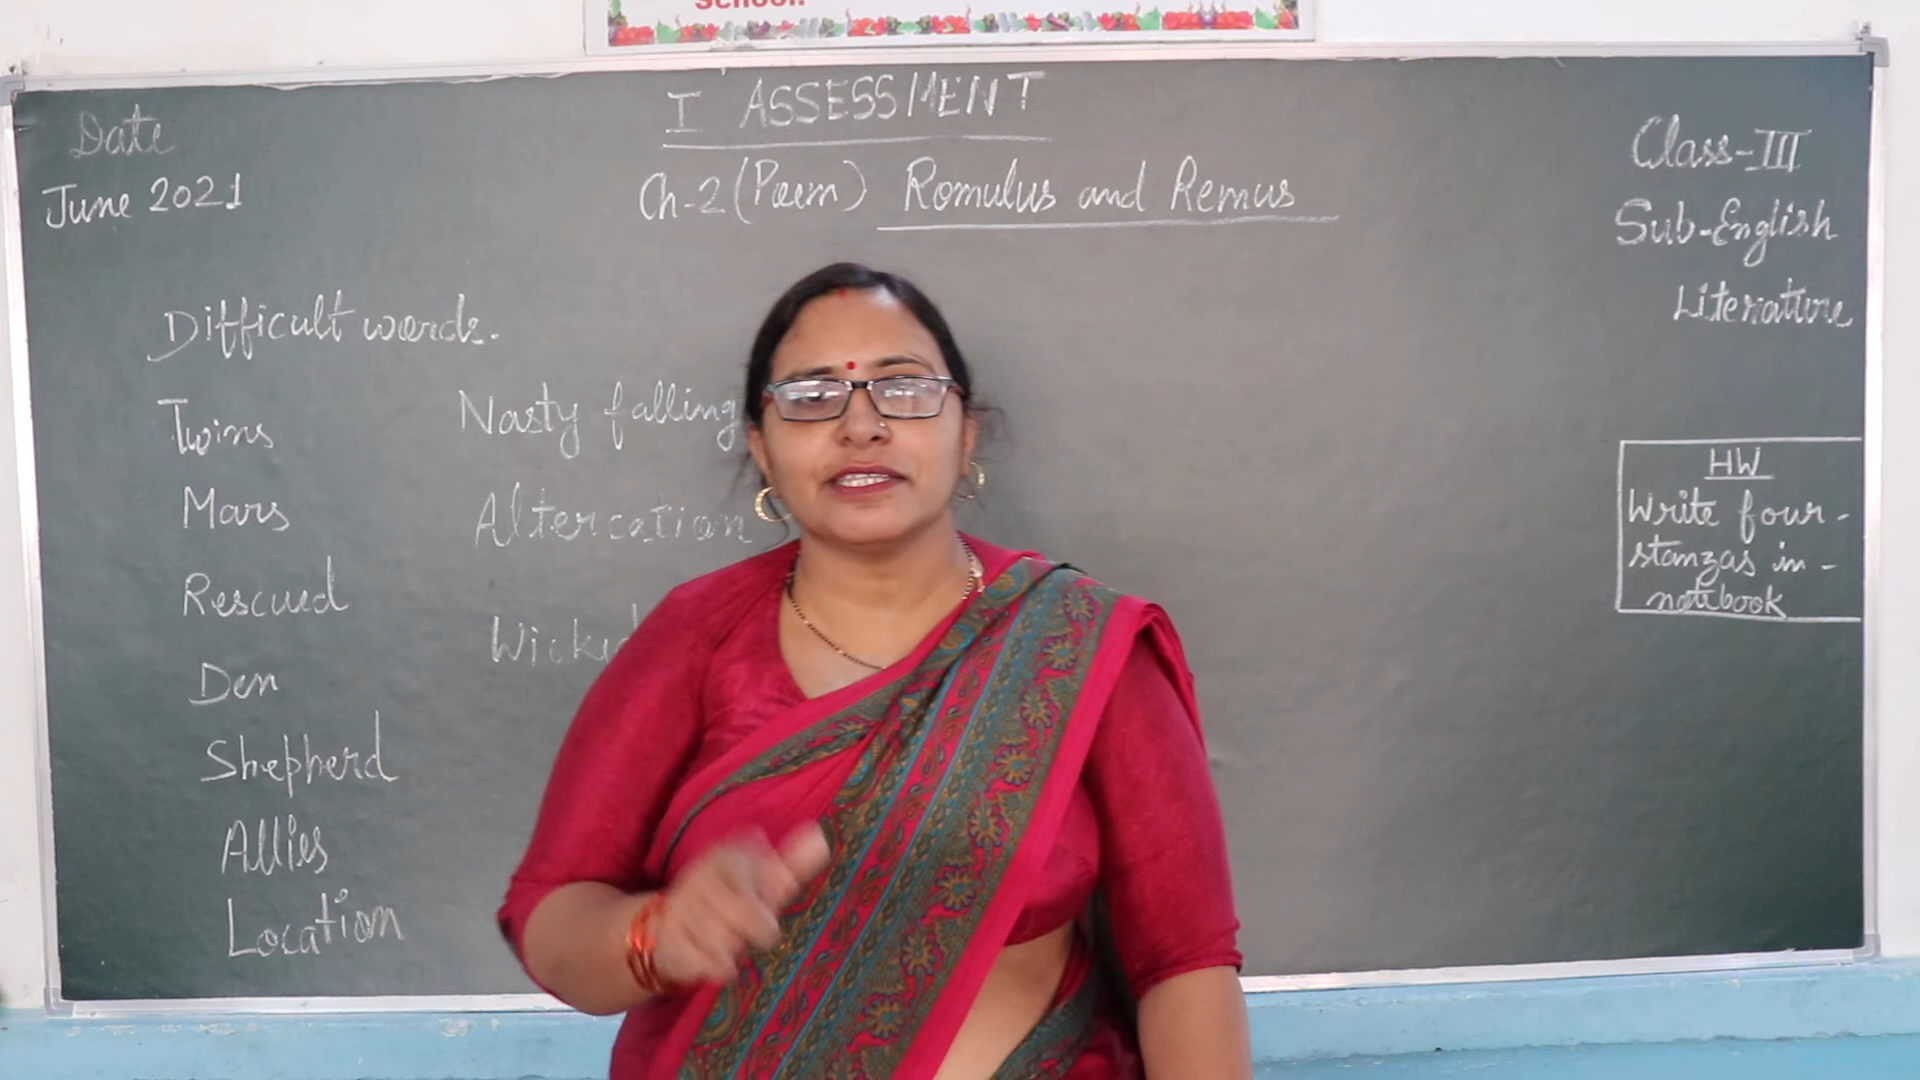 School.
I ASSESSMENT
Date
June 2021
Ch-2 (Poem) Romulus and Remus
Class-III
Sub-English
Literature
Difficult words.
Twins
Mars
Rescued
Den
Shepherd
Allies
Location
Nasty falling
Altercation
HW
Write four-
stanzas in-
notebook